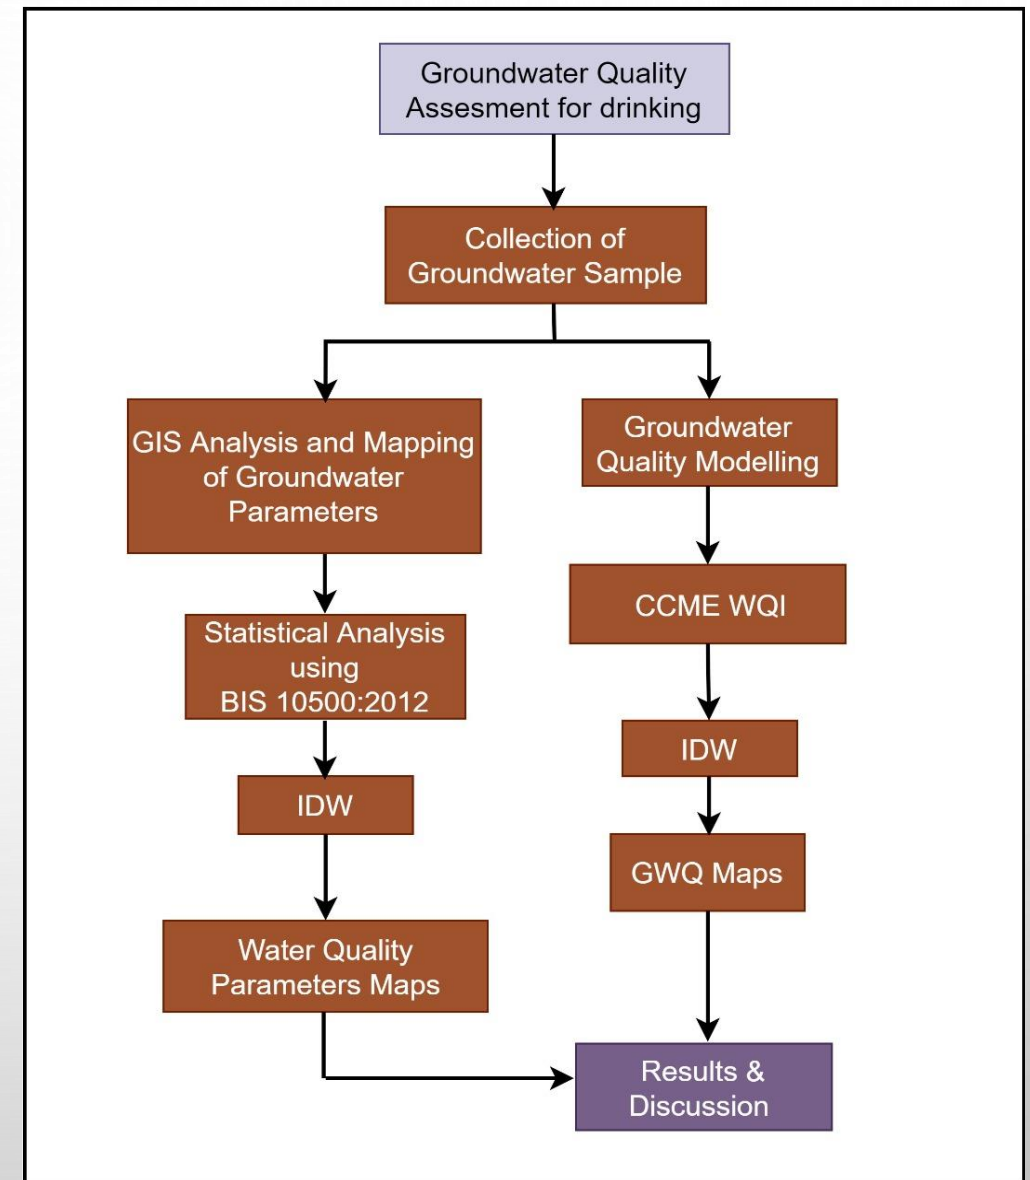 Groundwater Quality
Assesment for drinking
Collection of
Groundwater Sample
GIS Analysis and Mapping
of Groundwater
Parameters
Statistical Analysis
using
BIS 10500:2012
IDW
Water Quality
Parameters Maps
Groundwater
Quality Modelling
CCME WQI
IDW
GWQ Maps
Results &
Discussion